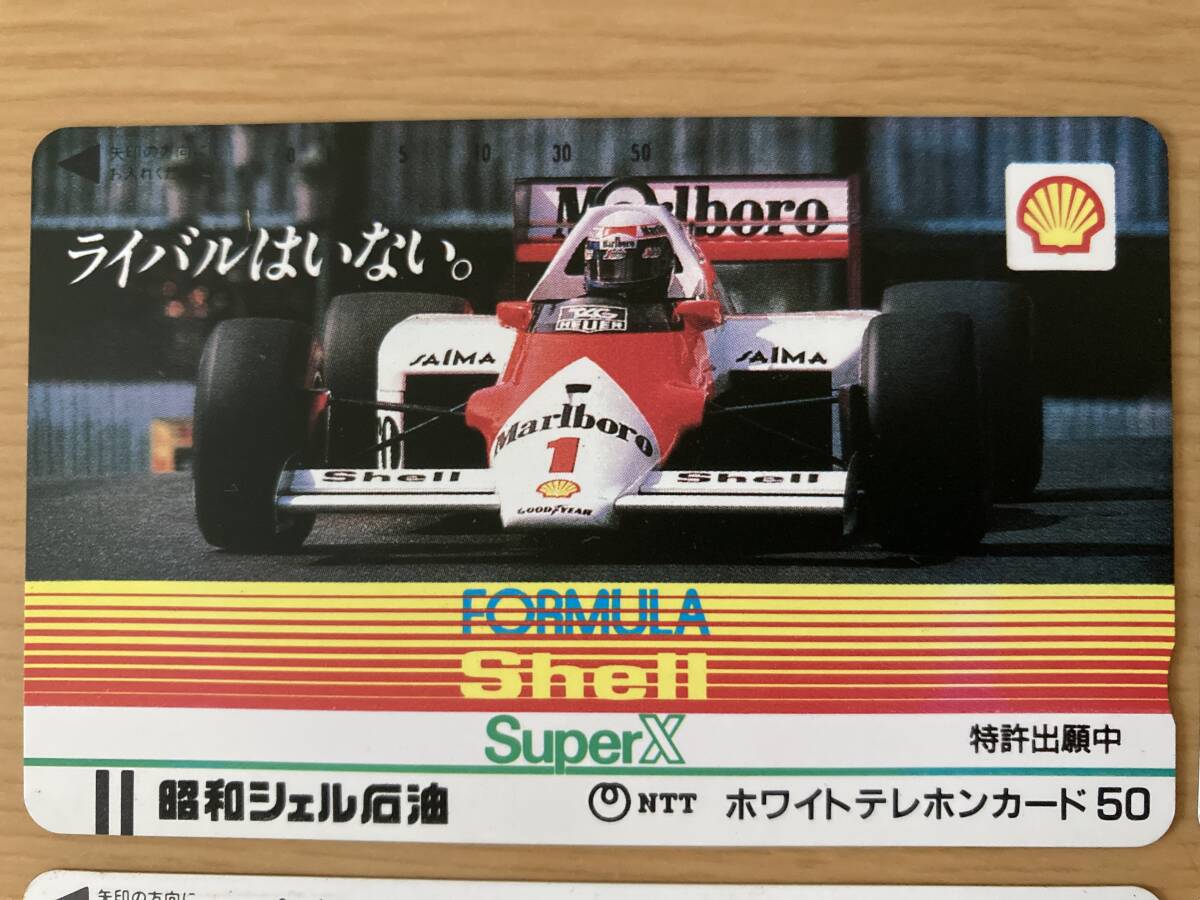 矢印の方向に
お入れくだ
0 5 10 30 50
ライバルはいない。
Marlboro
Marlboro
TAG
HEUER
SAIMA
SAIMA
Marlboro
1
Shell
Shell
GOODYEAR
FORMULA
Shell
SuperX
特許出願中
昭和シェル石油
NTT ホワイトテレホンカード50
矢印の方向に